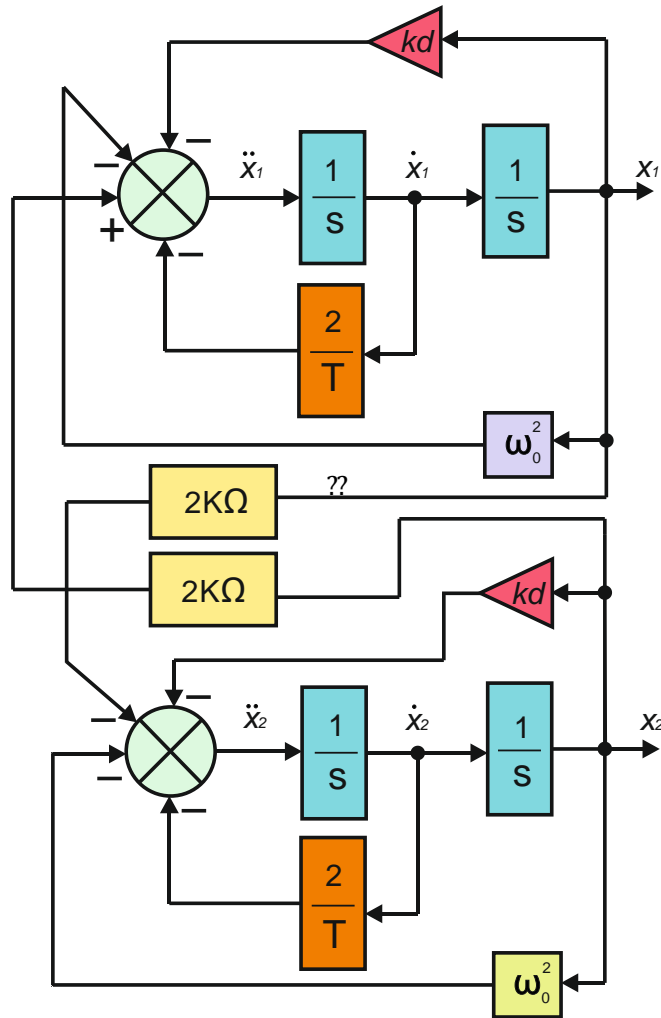 kd
−
−
ẍ₁
1
s
ẋ₁
1
s
x₁
+
−
2
T
ω₀²
2KΩ
??
2KΩ
kd
−
−
ẍ₂
1
s
ẋ₂
1
s
x₂
−
−
2
T
ω₀²